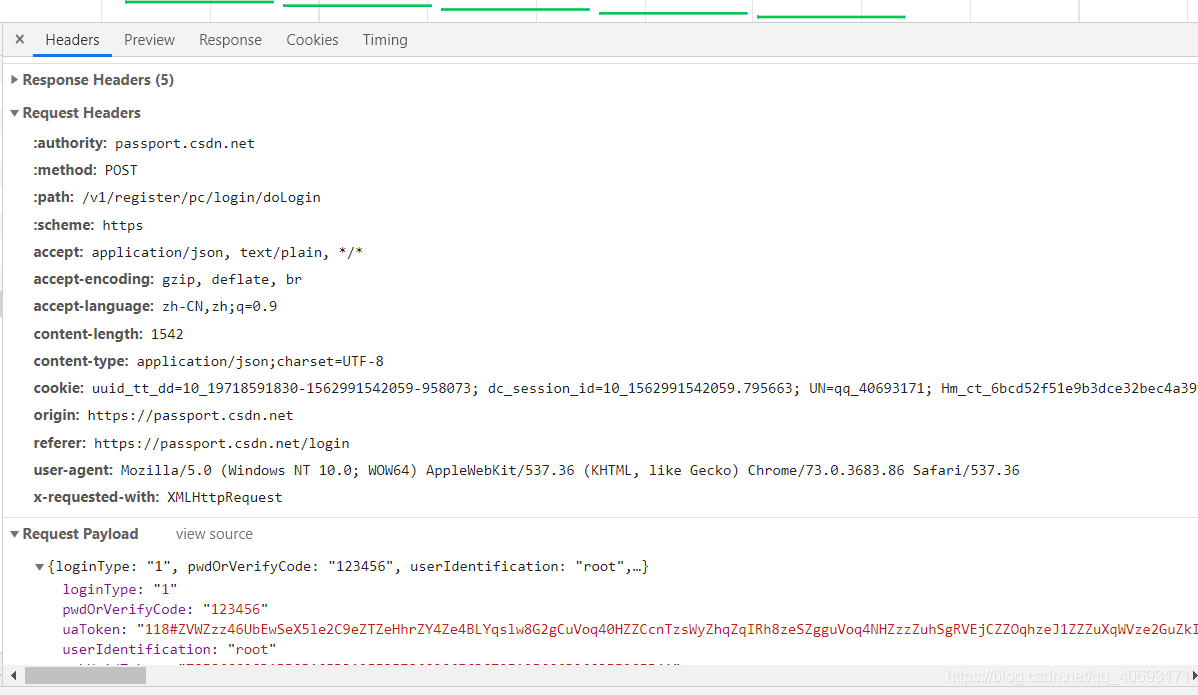 × Headers Preview Response Cookies Timing
Response Headers (5)
Request Headers
:authority: passport.csdn.net
:method: POST
:path: /v1/register/pc/login/doLogin
:scheme: https
accept: application/json, text/plain, */*
accept-encoding: gzip, deflate, br
accept-language: zh-CN,zh;q=0.9
content-length: 1542
content-type: application/json;charset=UTF-8
cookie: uuid_tt_dd=10_19718591830-1562991542059-958073; dc_session_id=10_1562991542059.795663; UN=qq_40693171; Hm_ct_6bcd52f51e9b3dce32bec4a39
origin: https://passport.csdn.net
referer: https://passport.csdn.net/login
user-agent: Mozilla/5.0 (Windows NT 10.0; WOW64) AppleWebKit/537.36 (KHTML, like Gecko) Chrome/73.0.3683.86 Safari/537.36
x-requested-with: XMLHttpRequest
Request Payload view source
{loginType: "1", pwdOrVerifyCode: "123456", userIdentification: "root",…}
loginType: "1"
pwdOrVerifyCode: "123456"
uaToken: "118#ZVWZzz46UbEwSeX5le2C9eZTZeHhrZY4Ze4BLYqslw8G2gCuVoq40HZZCcnTzsWyZhqZqIRh8zeSZgguVoq4NHZzzZuhSgRVEjCZZOqhzeJ1ZZZuXqWVze2GuZkI
userIdentification: "root"
https://blog.csdn.net/qq_40693171